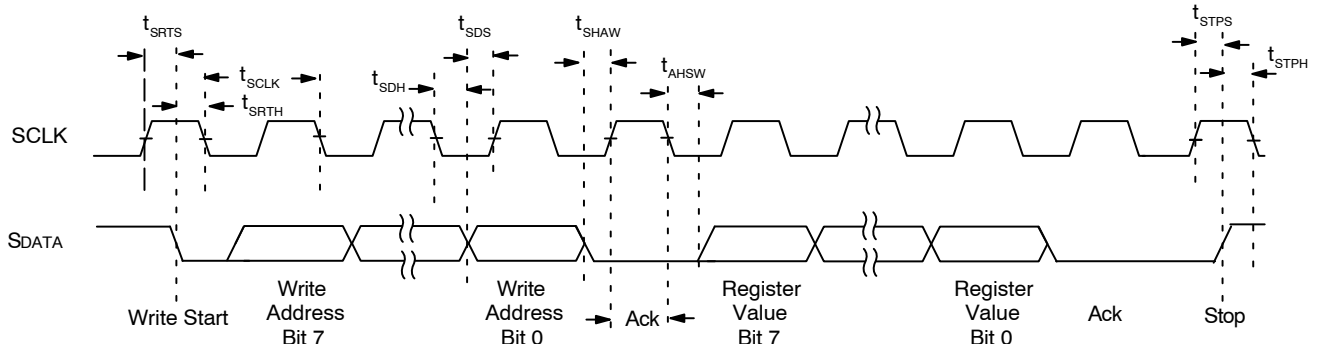 tSRTS
tSCLK
tSRTH
tSDH
tSDS
tSHAW
tAHSW
tSTPS
tSTPH
SCLK
SDATA
Write Start
Write
Address
Bit 7
Write
Address
Bit 0
Ack
Register
Value
Bit 7
Register
Value
Bit 0
Ack
Stop